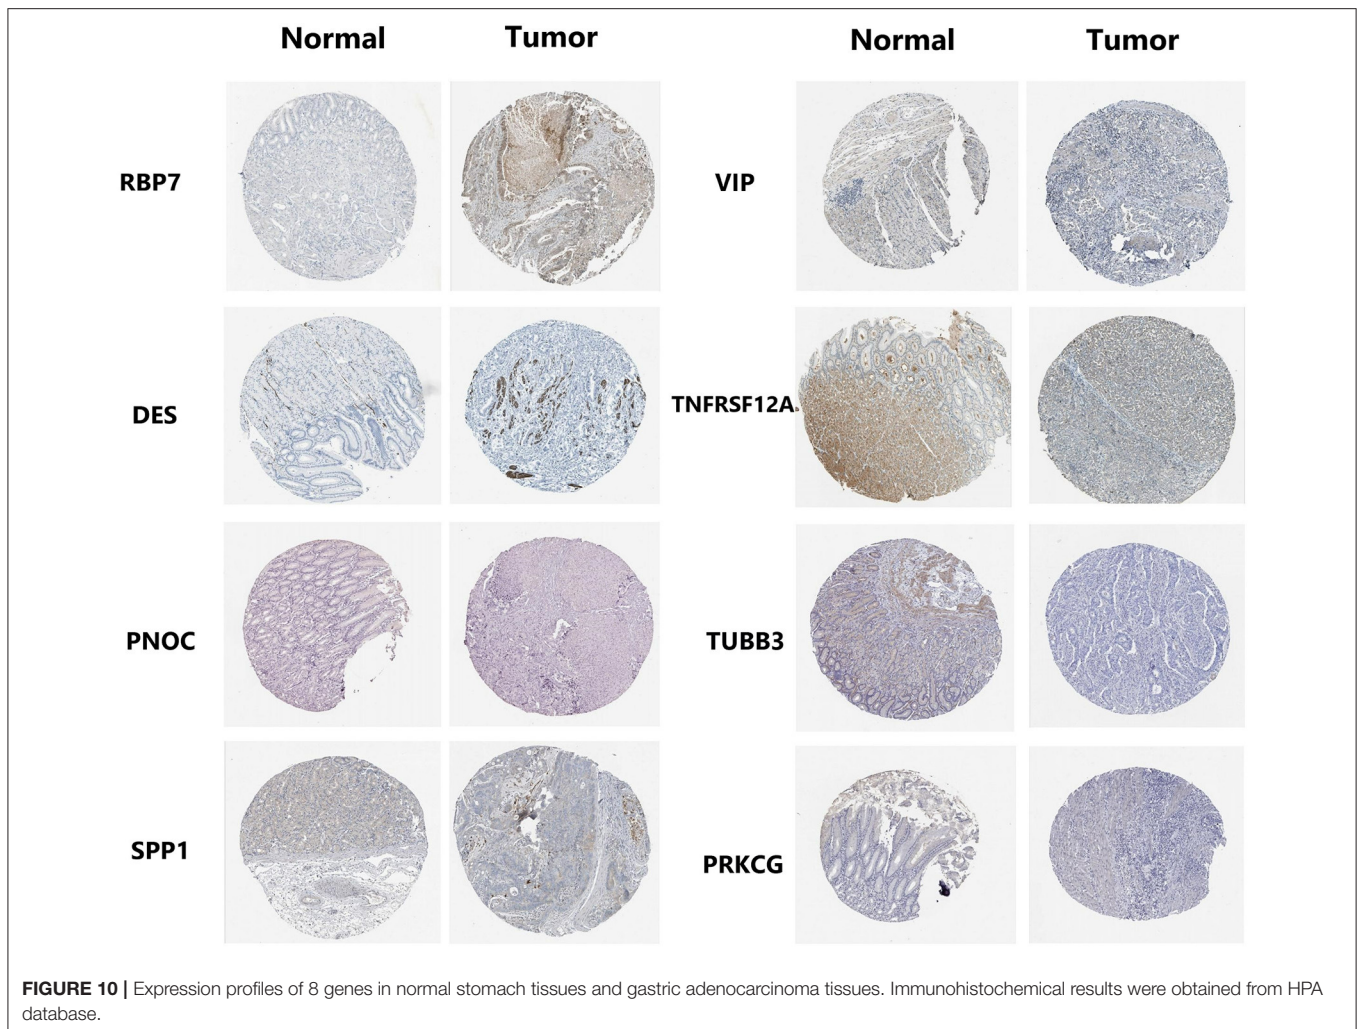 Normal Tumor Normal Tumor
RBP7 VIP
DES TNFRSF12A
PNOC TUBB3
SPP1 PRKCG
FIGURE 10 | Expression profiles of 8 genes in normal stomach tissues and gastric adenocarcinoma tissues. Immunohistochemical results were obtained from HPA
database.